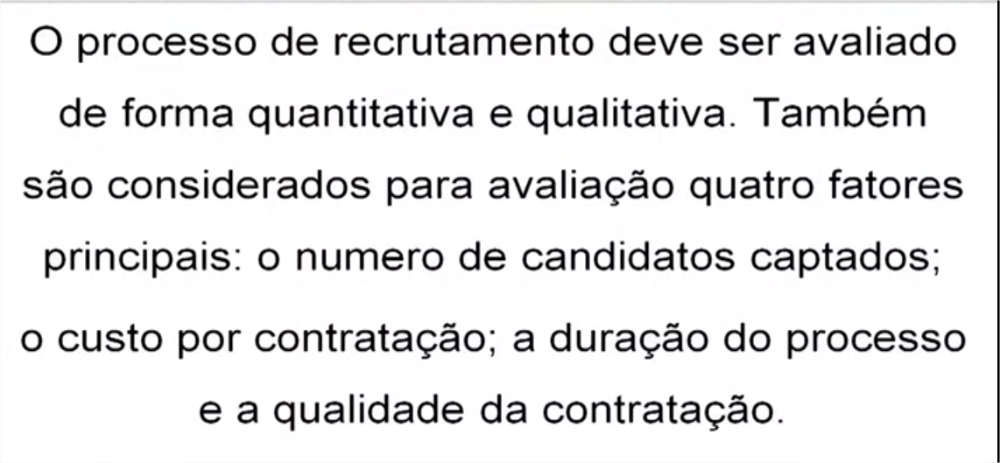 O processo de recrutamento deve ser avaliado
de forma quantitativa e qualitativa. Também
são considerados para avaliação quatro fatores
principais: o numero de candidatos captados;
o custo por contratação; a duração do processo
e a qualidade da contratação.